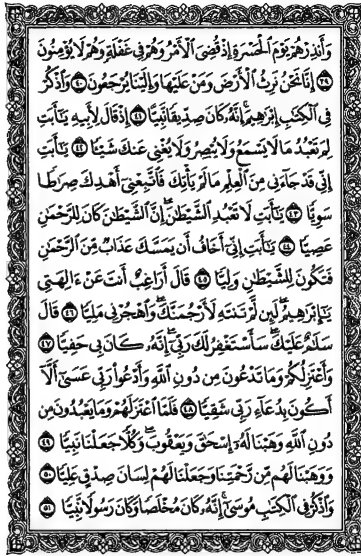 وَأَنذِرْهُمْ يَوْمَ الْحَسْرَةِ إِذْ قُضِيَ الْأَمْرُ وَهُمْ فِي غَفْلَةٍ وَهُمْ لَا يُؤْمِنُونَ
﴿٣٩﴾ إِنَّا نَحْنُ نَرِثُ الْأَرْضَ وَمَنْ عَلَيْهَا وَإِلَيْنَا يُرْجَعُونَ ﴿٤٠﴾ وَاذْكُرْ
فِي الْكِتَابِ إِبْرَاهِيمَ إِنَّهُ كَانَ صِدِّيقًا نَّبِيًّا ﴿٤١﴾ إِذْ قَالَ لِأَبِيهِ يَا أَبَتِ
لِمَ تَعْبُدُ مَا لَا يَسْمَعُ وَلَا يُبْصِرُ وَلَا يُغْنِي عَنكَ شَيْئًا ﴿٤٢﴾ يَا أَبَتِ
إِنِّي قَدْ جَاءَنِي مِنَ الْعِلْمِ مَا لَمْ يَأْتِكَ فَاتَّبِعْنِي أَهْدِكَ صِرَاطًا
سَوِيًّا ﴿٤٣﴾ يَا أَبَتِ لَا تَعْبُدِ الشَّيْطَانَ إِنَّ الشَّيْطَانَ كَانَ لِلرَّحْمَٰنِ
عَصِيًّا ﴿٤٤﴾ يَا أَبَتِ إِنِّي أَخَافُ أَن يَمَسَّكَ عَذَابٌ مِّنَ الرَّحْمَٰنِ
فَتَكُونَ لِلشَّيْطَانِ وَلِيًّا ﴿٤٥﴾ قَالَ أَرَاغِبٌ أَنتَ عَنْ آلِهَتِي
يَا إِبْرَاهِيمُ لَئِن لَّمْ تَنتَهِ لَأَرْجُمَنَّكَ وَاهْجُرْنِي مَلِيًّا ﴿٤٦﴾ قَالَ
سَلَامٌ عَلَيْكَ سَأَسْتَغْفِرُ لَكَ رَبِّي إِنَّهُ كَانَ بِي حَفِيًّا ﴿٤٧﴾
وَأَعْتَزِلُكُمْ وَمَا تَدْعُونَ مِن دُونِ اللَّهِ وَأَدْعُو رَبِّي عَسَىٰ أَلَّا
أَكُونَ بِدُعَاءِ رَبِّي شَقِيًّا ﴿٤٨﴾ فَلَمَّا اعْتَزَلَهُمْ وَمَا يَعْبُدُونَ مِن
دُونِ اللَّهِ وَهَبْنَا لَهُ إِسْحَاقَ وَيَعْقُوبَ وَكُلًّا جَعَلْنَا نَبِيًّا ﴿٤٩﴾
وَوَهَبْنَا لَهُم مِّن رَّحْمَتِنَا وَجَعَلْنَا لَهُمْ لِسَانَ صِدْقٍ عَلِيًّا ﴿٥٠﴾
وَاذْكُرْ فِي الْكِتَابِ مُوسَىٰ إِنَّهُ كَانَ مُخْلَصًا وَكَانَ رَسُولًا نَّبِيًّا ﴿٥١﴾